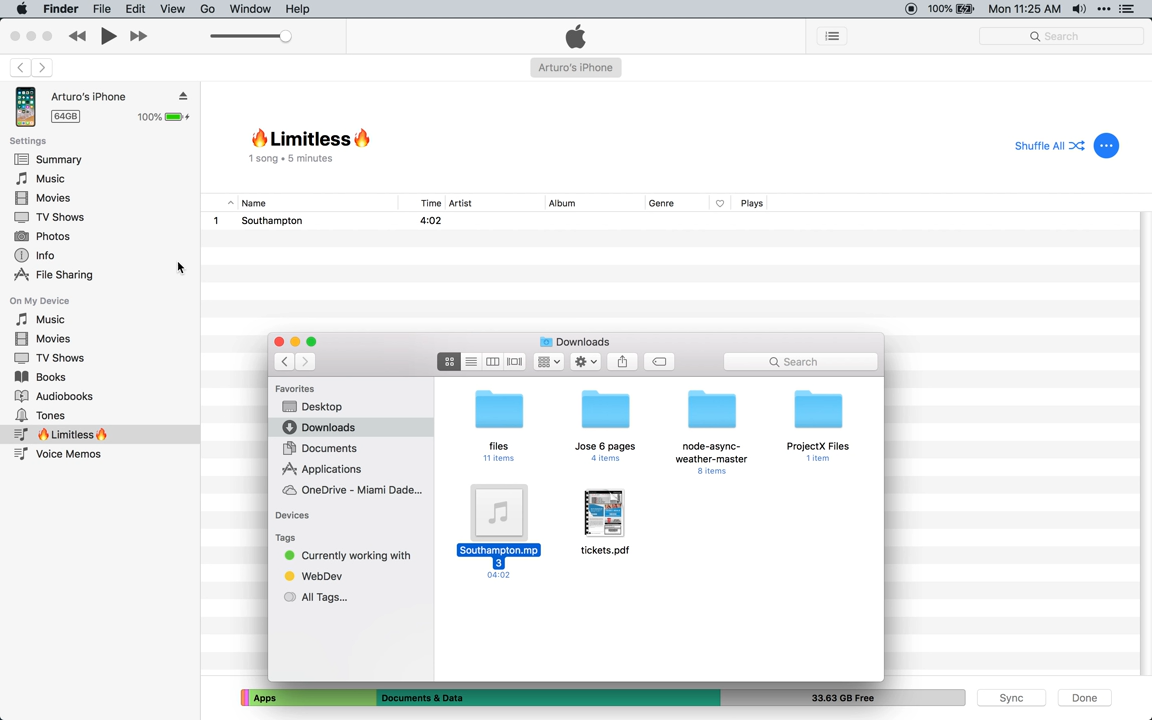 Finder File Edit View Go Window Help 100% Mon 11:25 AM
Search
Arturo's iPhone
Arturo's iPhone
64GB 100%
Settings
Summary
Music
Movies
TV Shows
Photos
Info
File Sharing
On My Device
Music
Movies
TV Shows
Books
Audiobooks
Tones
🔥Limitless🔥
Voice Memos
🔥Limitless🔥
1 song • 5 minutes
Shuffle All
Name Time Artist Album Genre Plays
1 Southampton 4:02
Downloads
Search
Favorites
Desktop
Downloads
Documents
Applications
OneDrive - Miami Dade...
Devices
Tags
Currently working with
WebDev
All Tags...
files
11 items
Jose 6 pages
4 items
node-async-
weather-master
8 items
ProjectX Files
1 item
Southampton.mp
3
04:02
tickets.pdf
Apps Documents & Data 33.63 GB Free Sync Done